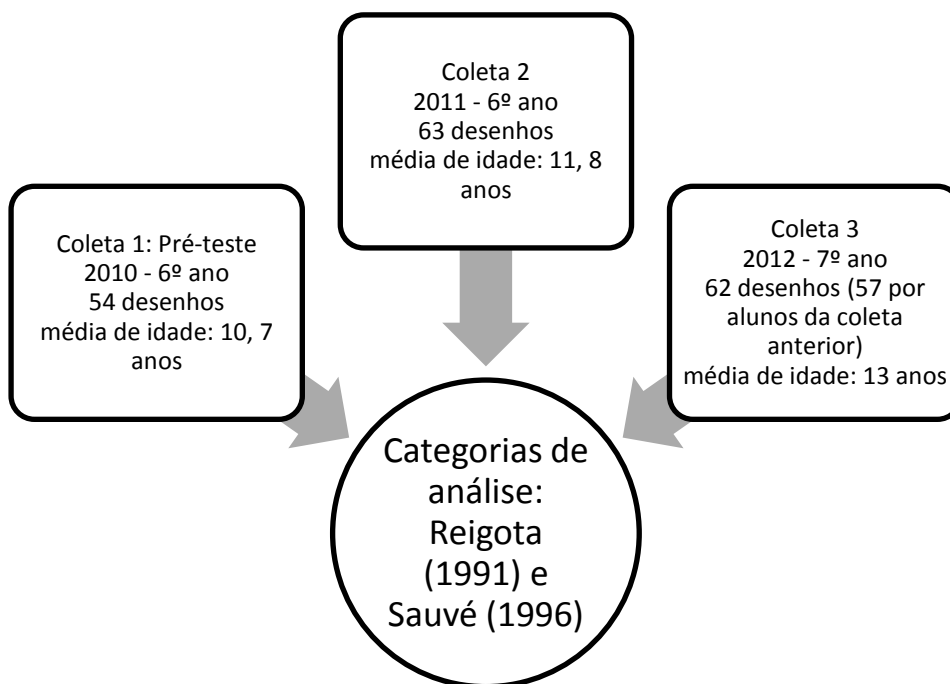 Coleta 1: Pré-teste
2010 - 6º ano
54 desenhos
média de idade: 10, 7
anos
Coleta 2
2011 - 6º ano
63 desenhos
média de idade: 11, 8
anos
Coleta 3
2012 - 7º ano
62 desenhos (57 por
alunos da coleta
anterior)
média de idade: 13 anos
Categorias de
análise:
Reigota
(1991) e
Sauvé (1996)